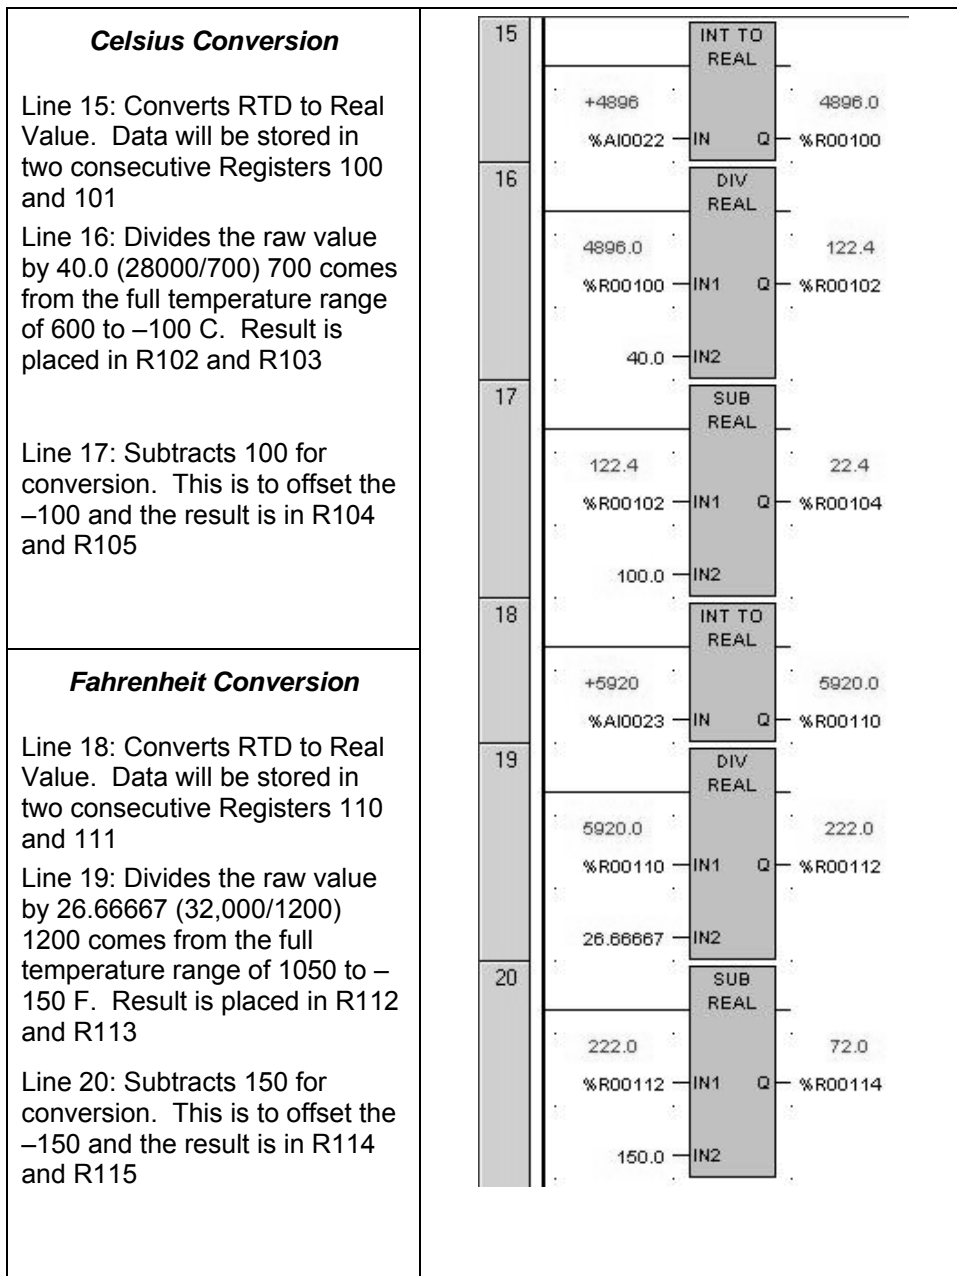 Celsius Conversion
Line 15: Converts RTD to Real
Value. Data will be stored in
two consecutive Registers 100
and 101
Line 16: Divides the raw value
by 40.0 (28000/700) 700 comes
from the full temperature range
of 600 to –100 C. Result is
placed in R102 and R103
Line 17: Subtracts 100 for
conversion. This is to offset the
–100 and the result is in R104
and R105
Fahrenheit Conversion
Line 18: Converts RTD to Real
Value. Data will be stored in
two consecutive Registers 110
and 111
Line 19: Divides the raw value
by 26.66667 (32,000/1200)
1200 comes from the full
temperature range of 1050 to –
150 F. Result is placed in R112
and R113
Line 20: Subtracts 150 for
conversion. This is to offset the
–150 and the result is in R114
and R115
15 INT TO
REAL
+4896 4896.0
%AI0022 IN Q %R00100
16 DIV
REAL
4896.0 122.4
%R00100 IN1 Q %R00102
40.0 IN2
17 SUB
REAL
122.4 22.4
%R00102 IN1 Q %R00104
100.0 IN2
18 INT TO
REAL
+5920 5920.0
%AI0023 IN Q %R00110
19 DIV
REAL
5920.0 222.0
%R00110 IN1 Q %R00112
26.66667 IN2
20 SUB
REAL
222.0 72.0
%R00112 IN1 Q %R00114
150.0 IN2